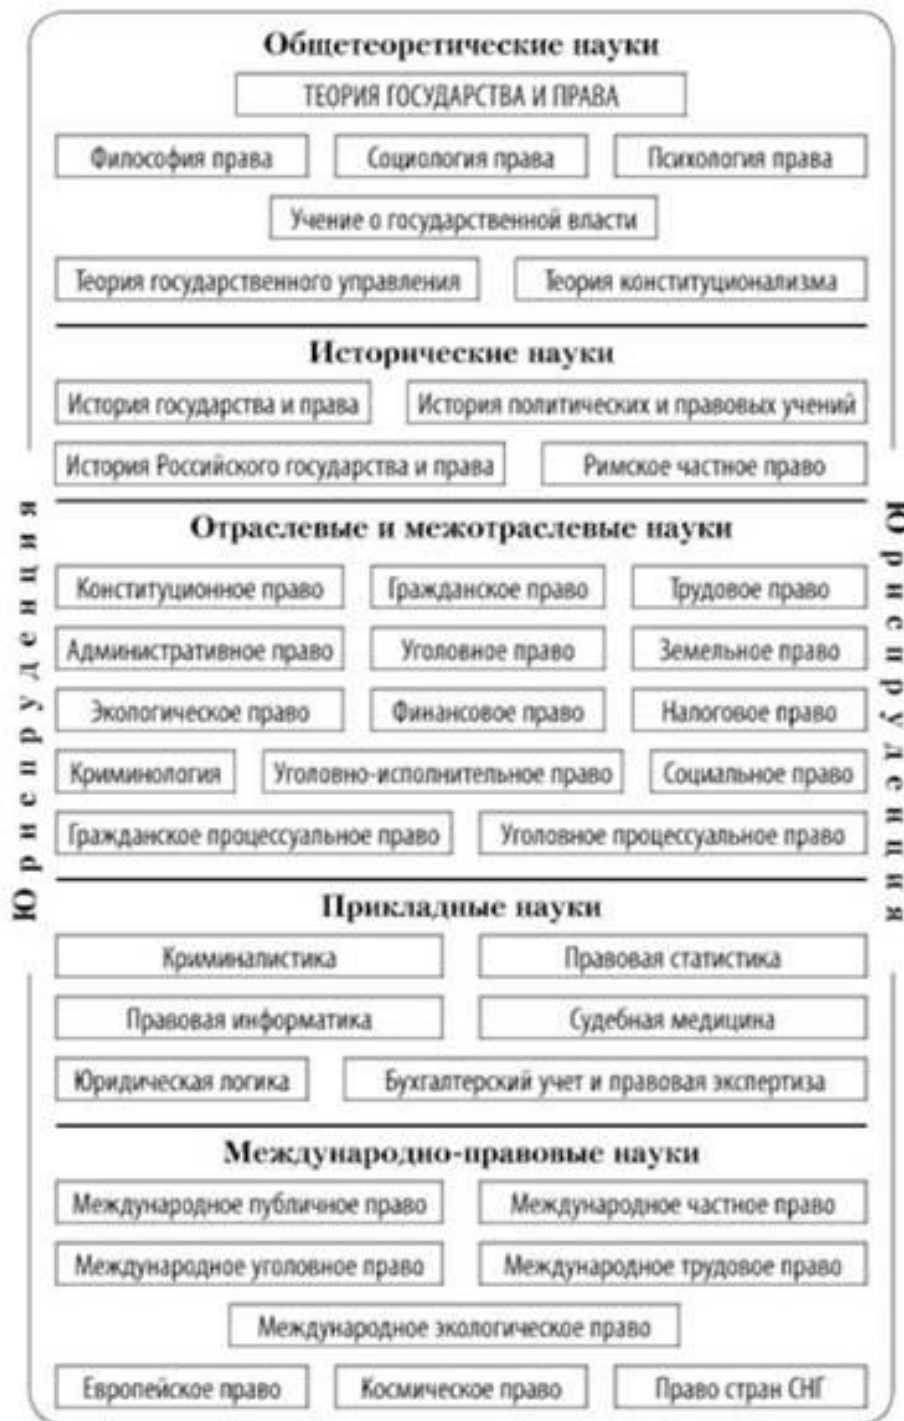 Общетеоретические науки
ТЕОРИЯ ГОСУДАРСТВА И ПРАВА
Философия права Социология права Психология права
Учение о государственной власти
Теория государственного управления Теория конституционализма
Исторические науки
История государства и права История политических и правовых учений
История Российского государства и права Римское частное право
Юриспруденция
Отраслевые и межотраслевые науки
Конституционное право Гражданское право Трудовое право
Административное право Уголовное право Земельное право
Экологическое право Финансовое право Налоговое право
Криминология Уголовно-исполнительное право Социальное право
Гражданское процессуальное право Уголовное процессуальное право
Юриспруденция
Прикладные науки
Криминалистика Правовая статистика
Правовая информатика Судебная медицина
Юридическая логика Бухгалтерский учет и правовая экспертиза
Международно-правовые науки
Международное публичное право Международное частное право
Международное уголовное право Международное трудовое право
Международное экологическое право
Европейское право Космическое право Право стран СНГ